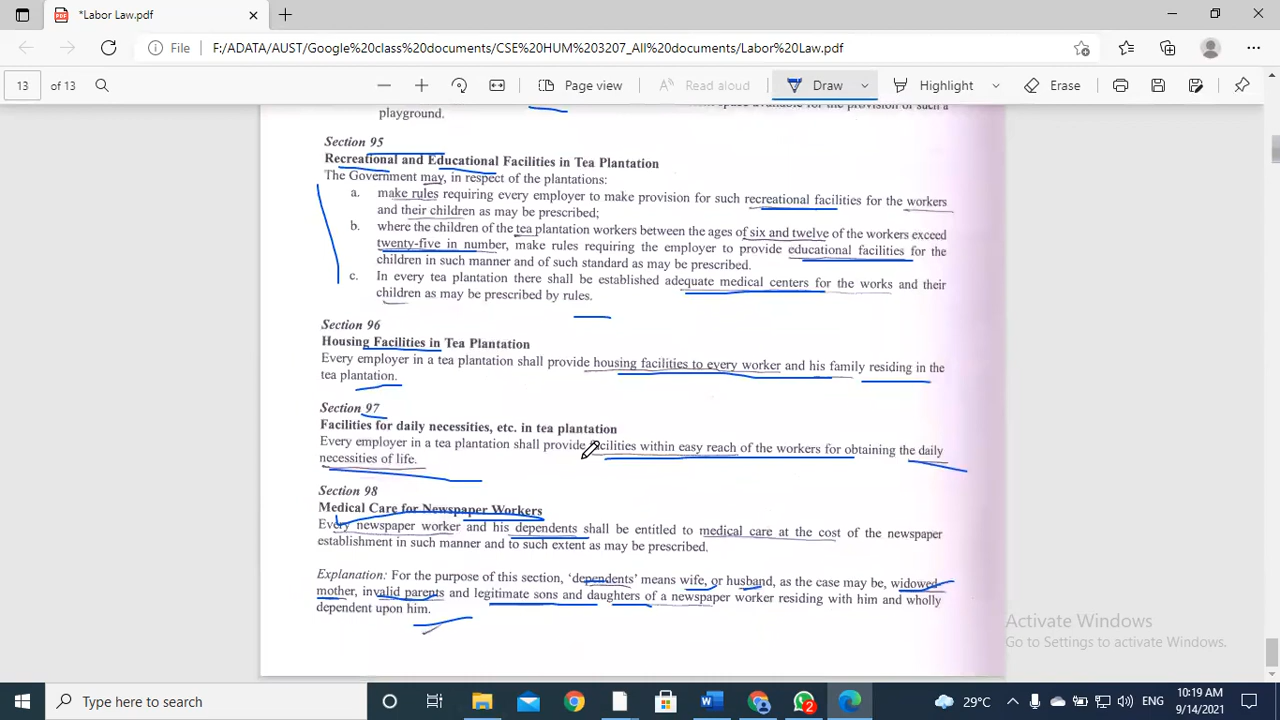 *Labor Law.pdf
File
F:/ADATA/AUST/Google%20class%20documents/CSE%20HUM%203207_All%20documents/Labor%20Law.pdf
13 of 13
Page view
Read aloud
Draw
Highlight
Erase
playground.
Section 95
Recreational and Educational Facilities in Tea Plantation
The Government may, in respect of the plantations:
a. make rules requiring every employer to make provision for such recreational facilities for the workers
and their children as may be prescribed;
b. where the children of the tea plantation workers between the ages of six and twelve of the workers exceed
twenty-five in number, make rules requiring the employer to provide educational facilities for the
children in such manner and of such standard as may be prescribed.
c. In every tea plantation there shall be established adequate medical centers for the works and their
children as may be prescribed by rules.
Section 96
Housing Facilities in Tea Plantation
Every employer in a tea plantation shall provide housing facilities to every worker and his family residing in the
tea plantation.
Section 97
Facilities for daily necessities, etc. in tea plantation
Every employer in a tea plantation shall provide facilities within easy reach of the workers for obtaining the daily
necessities of life.
Section 98
Medical Care for Newspaper Workers
Every newspaper worker and his dependents shall be entitled to medical care at the cost of the newspaper
establishment in such manner and to such extent as may be prescribed.
Explanation: For the purpose of this section, 'dependents' means wife, or husband, as the case may be, widowed
mother, invalid parents and legitimate sons and daughters of a newspaper worker residing with him and wholly
dependent upon him.
Activate Windows
Go to Settings to activate Windows.
Type here to search
2
29°C
ENG
10:19 AM
9/14/2021